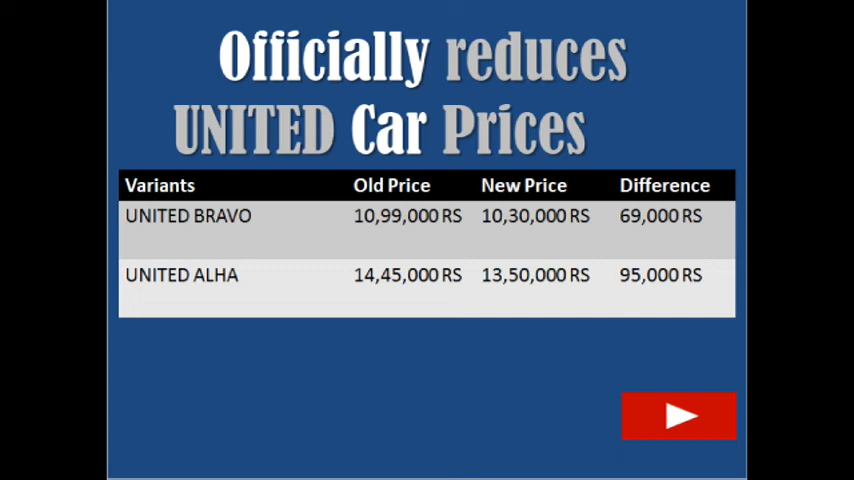 Officially reduces
UNITED Car Prices
Variants Old Price New Price Difference
UNITED BRAVO 10,99,000 RS 10,30,000 RS 69,000 RS
UNITED ALHA 14,45,000 RS 13,50,000 RS 95,000 RS